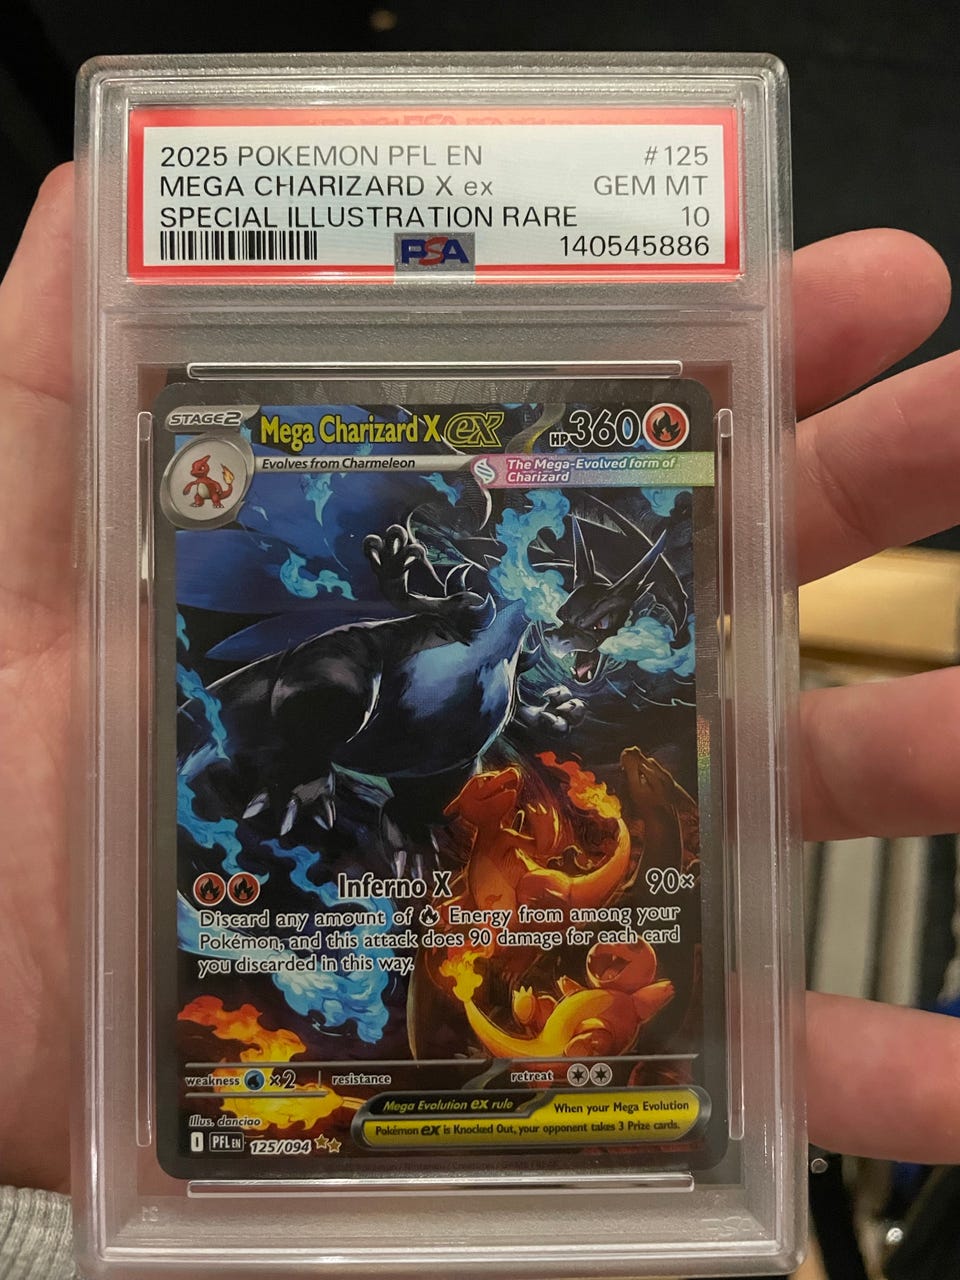 2025 POKEMON PFL EN #125
MEGA CHARIZARD X ex GEM MT
SPECIAL ILLUSTRATION RARE 10
PSA 140545886
STAGE2 Mega Charizard X ex HP 360
Evolves from Charmeleon
The Mega-Evolved form of
Charizard
Inferno X 90×
Discard any amount of Energy from among your
Pokémon, and this attack does 90 damage for each card
you discarded in this way.
weakness ×2 resistance retreat
Mega Evolution ex rule When your Mega Evolution
Pokémon ex is Knocked Out, your opponent takes 3 Prize cards.
Illus. danciao
I PFL EN 125/094